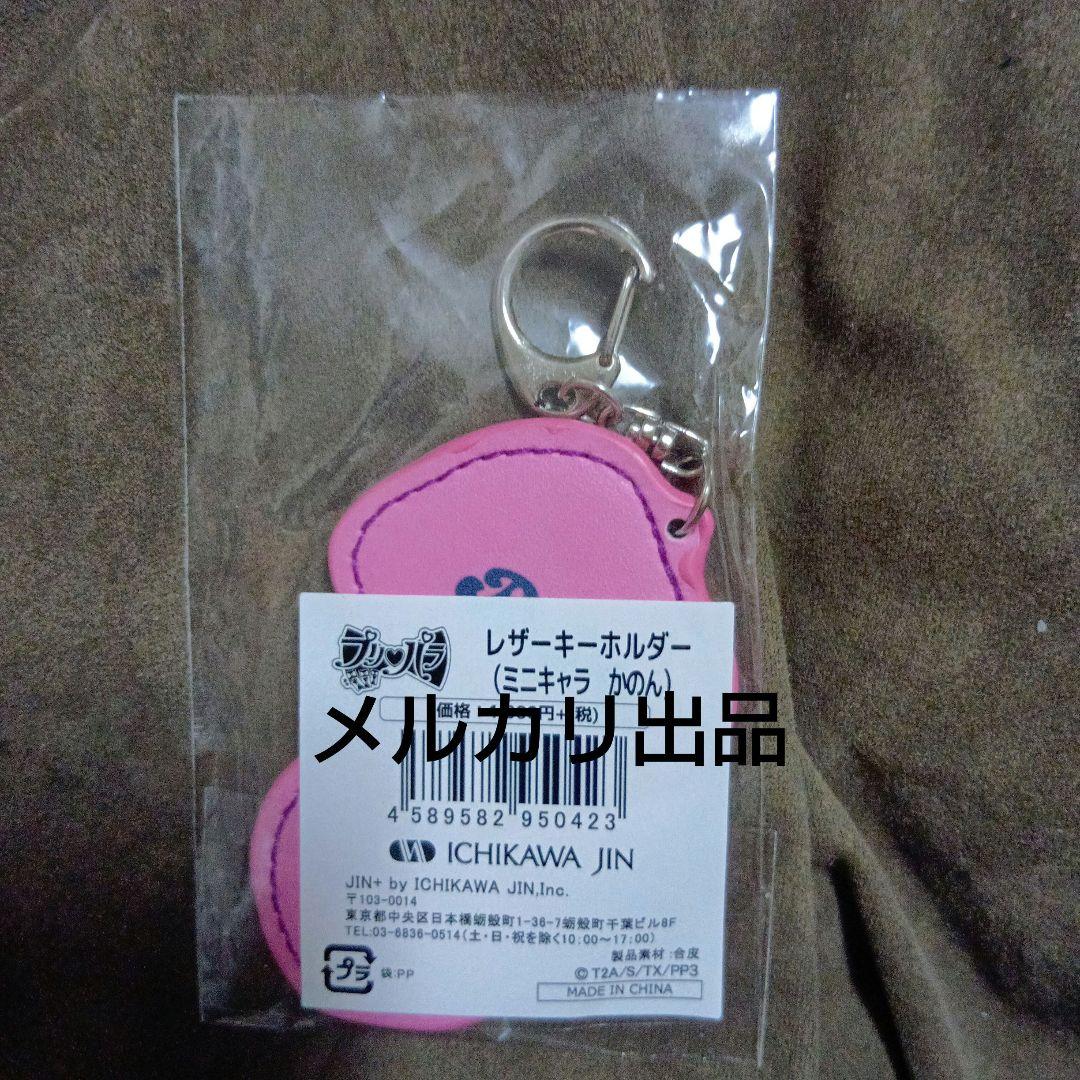 プリ♥パラ
レザーキーホルダー
(ミニキャラ かのん)
価格
円+税)
メルカリ出品
4 589582 950423
ICHIKAWA JIN
JIN+ by ICHIKAWA JIN,Inc.
〒103-0014
東京都中央区日本橋蛎殻町1-36-7蛎殻町千葉ビル8F
TEL:03-6836-0514(土・日・祝を除く10:00～17:00)
製品素材:合皮
プラ 袋:PP
©T2A/S/TX/PP3
MADE IN CHINA